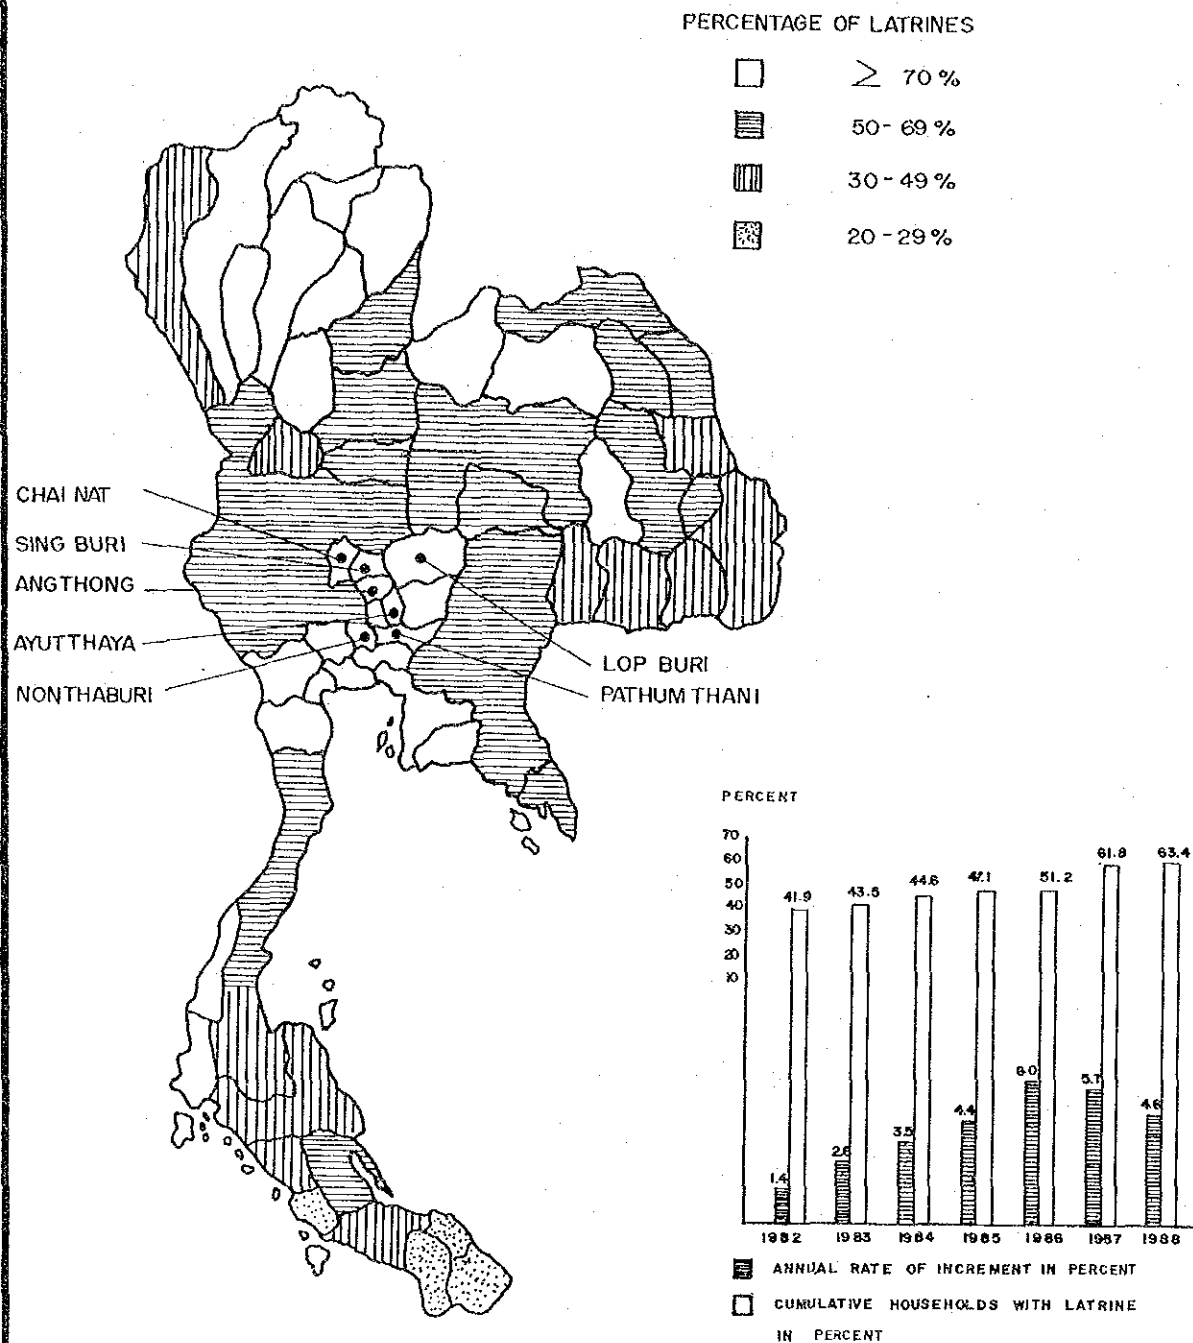 PERCENTAGE OF LATRINES
≥ 70 %
50 - 69 %
30 - 49 %
20 - 29 %
CHAI NAT
SING BURI
ANGTHONG
AYUTTHAYA
NONTHABURI
LOP BURI
PATHUM THANI
PERCENT
70
60
50
40
30
20
10
41.9
43.5
44.6
47.1
51.2
61.8
63.4
1.4
2.6
3.5
4.4
6.0
5.7
4.6
1982 1983 1984 1985 1986 1987 1988
ANNUAL RATE OF INCREMENT IN PERCENT
CUMULATIVE HOUSEHOLDS WITH LATRINE
IN PERCENT